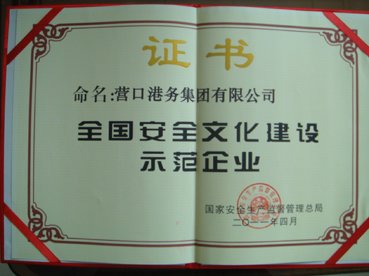 证书
命名:营口港务集团有限公司
全国安全文化建设
示范企业
国家安全生产监督管理总局
二〇一一年四月